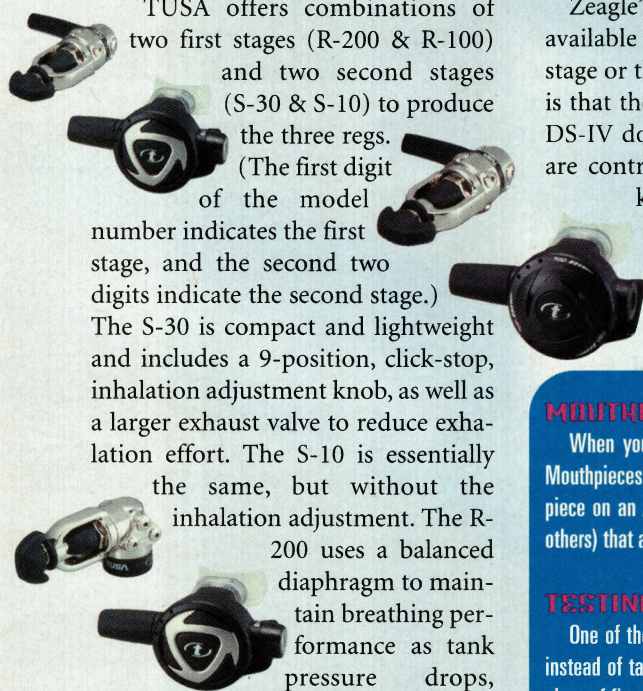 TUSA offers combinations of
two first stages (R-200 & R-100)
and two second stages
(S-30 & S-10) to produce
the three regs.
(The first digit
of the model
number indicates the first
stage, and the second two
digits indicate the second stage.)
The S-30 is compact and lightweight
and includes a 9-position, click-stop,
inhalation adjustment knob, as well as
a larger exhaust valve to reduce exha-
lation effort. The S-10 is essentially
the same, but without the
inhalation adjustment. The R-
200 uses a balanced
diaphragm to main-
tain breathing per-
formance as tank
pressure drops,
TUSA
Zeagle'
available
stage or t
is that the
DS-IV do
are contr
k
TUSA
MOUTHP
When you
Mouthpieces
piece on an
others) that a
TESTING
One of the
instead of ta